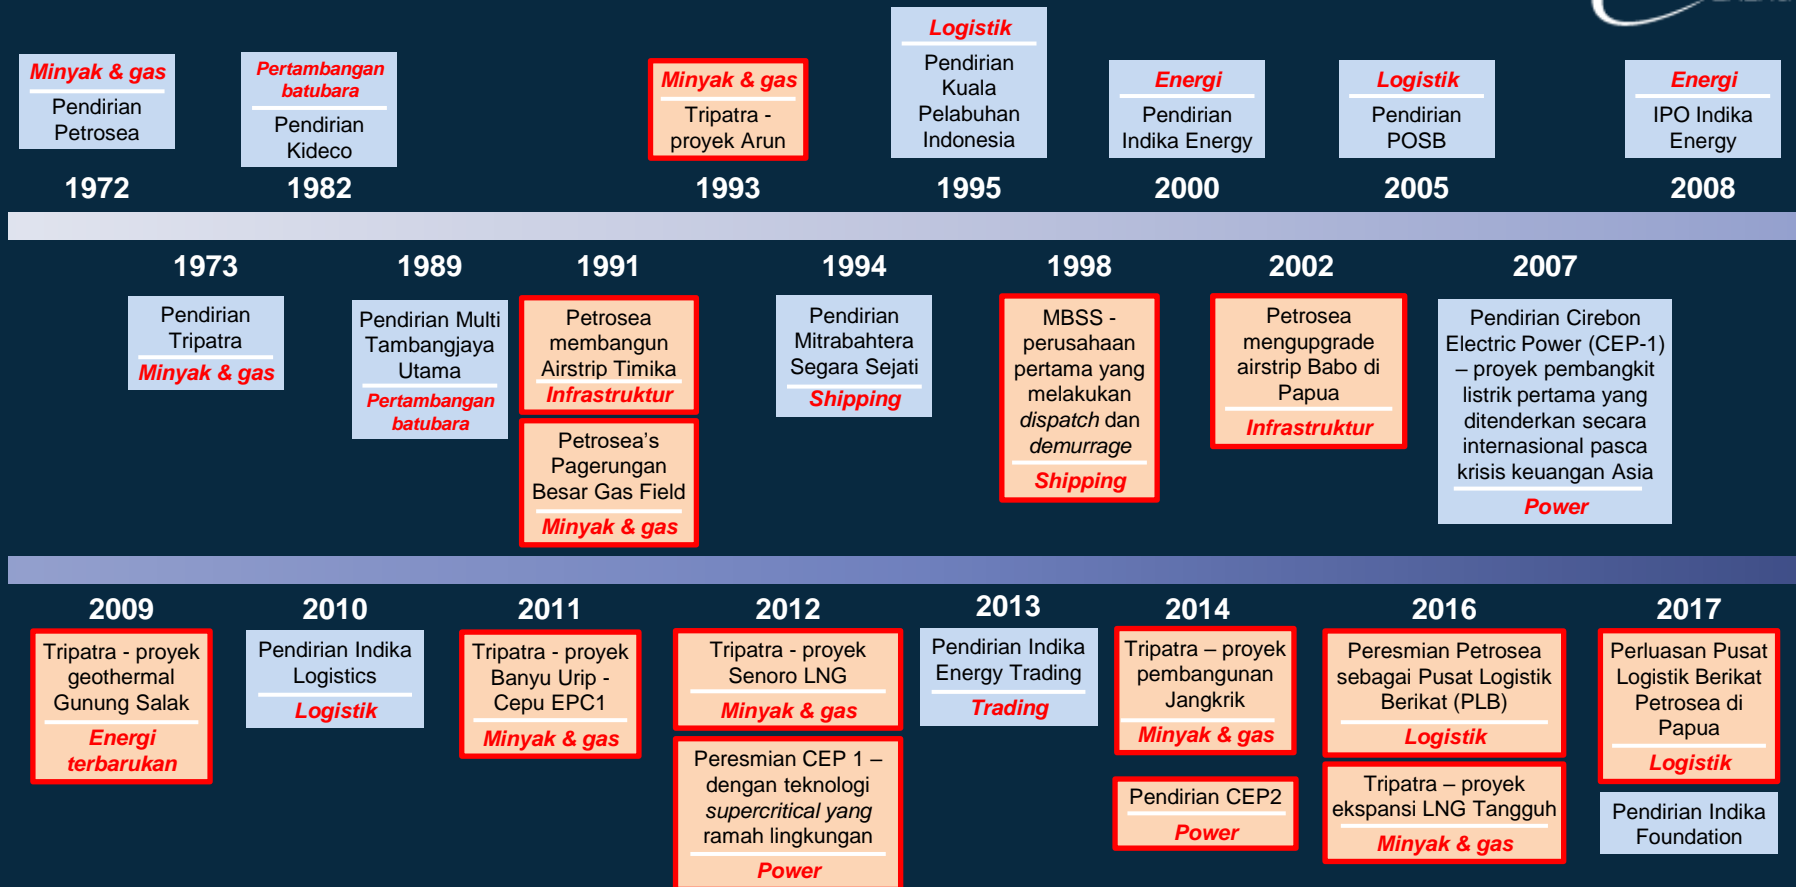 Minyak & gas
Pendirian
Petrosea
1972
Pertambangan
batubara
Pendirian
Kideco
1982
Minyak & gas
Tripatra -
proyek Arun
1993
Logistik
Pendirian
Kuala
Pelabuhan
Indonesia
1995
Energi
Pendirian
Indika Energy
2000
Logistik
Pendirian
POSB
2005
Energi
IPO Indika
Energy
2008
1973
Pendirian
Tripatra
Minyak & gas
1989
Pendirian Multi
Tambangjaya
Utama
Pertambangan
batubara
1991
Petrosea
membangun
Airstrip Timika
Infrastruktur
Petrosea’s
Pagerungan
Besar Gas Field
Minyak & gas
1994
Pendirian
Mitrabahtera
Segara Sejati
Shipping
1998
MBSS -
perusahaan
pertama yang
melakukan
dispatch dan
demurrage
Shipping
2002
Petrosea
mengupgrade
airstrip Babo di
Papua
Infrastruktur
2007
Pendirian Cirebon
Electric Power (CEP-1)
– proyek pembangkit
listrik pertama yang
ditenderkan secara
internasional pasca
krisis keuangan Asia
Power
2009
Tripatra - proyek
geothermal
Gunung Salak
Energi
terbarukan
2010
Pendirian Indika
Logistics
Logistik
2011
Tripatra - proyek
Banyu Urip -
Cepu EPC1
Minyak & gas
2012
Tripatra - proyek
Senoro LNG
Minyak & gas
Peresmian CEP 1 –
dengan teknologi
supercritical yang
ramah lingkungan
Power
2013
Pendirian Indika
Energy Trading
Trading
2014
Tripatra – proyek
pembangunan
Jangkrik
Minyak & gas
Pendirian CEP2
Power
2016
Peresmian Petrosea
sebagai Pusat Logistik
Berikat (PLB)
Logistik
Tripatra – proyek
ekspansi LNG Tangguh
Minyak & gas
2017
Perluasan Pusat
Logistik Berikat
Petrosea di
Papua
Logistik
Pendirian Indika
Foundation